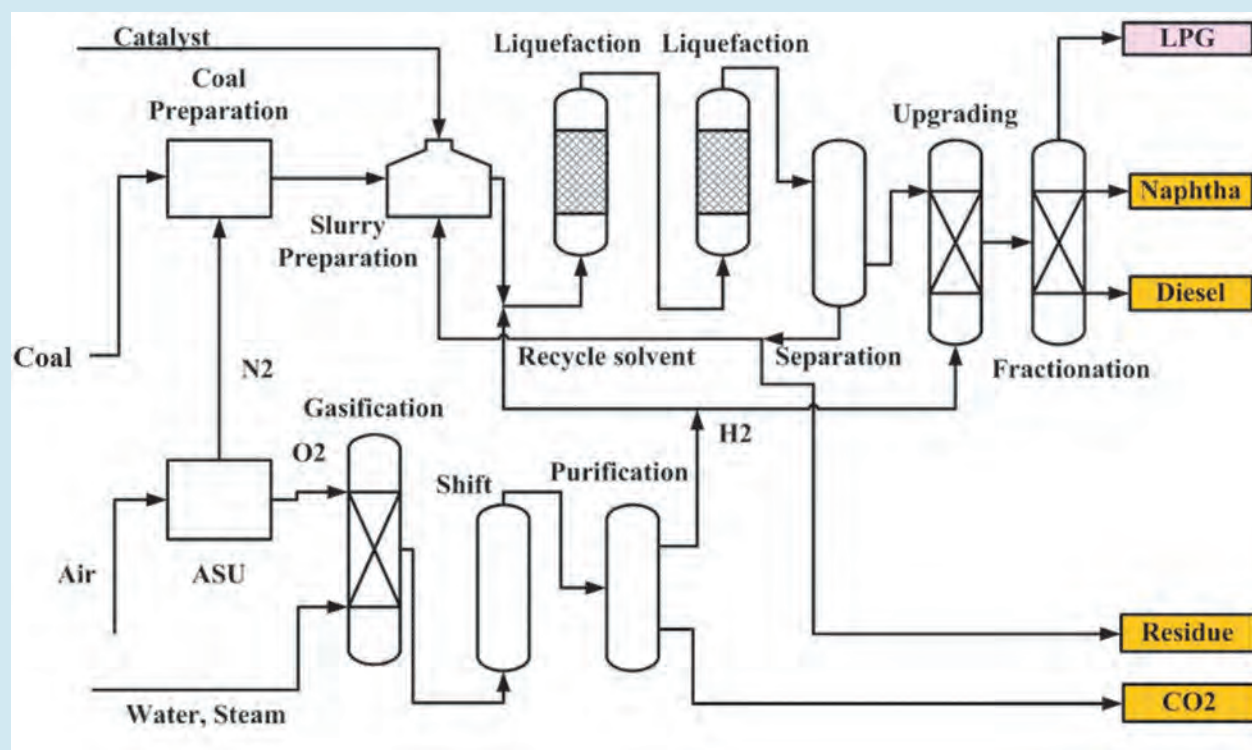 Catalyst
Liquefaction
Liquefaction
LPG
Coal
Preparation
Upgrading
Naphtha
Slurry
Preparation
Diesel
Coal
Recycle solvent
Separation
Fractionation
N2
Gasification
H2
O2
Shift
Purification
Air
ASU
Residue
CO2
Water, Steam